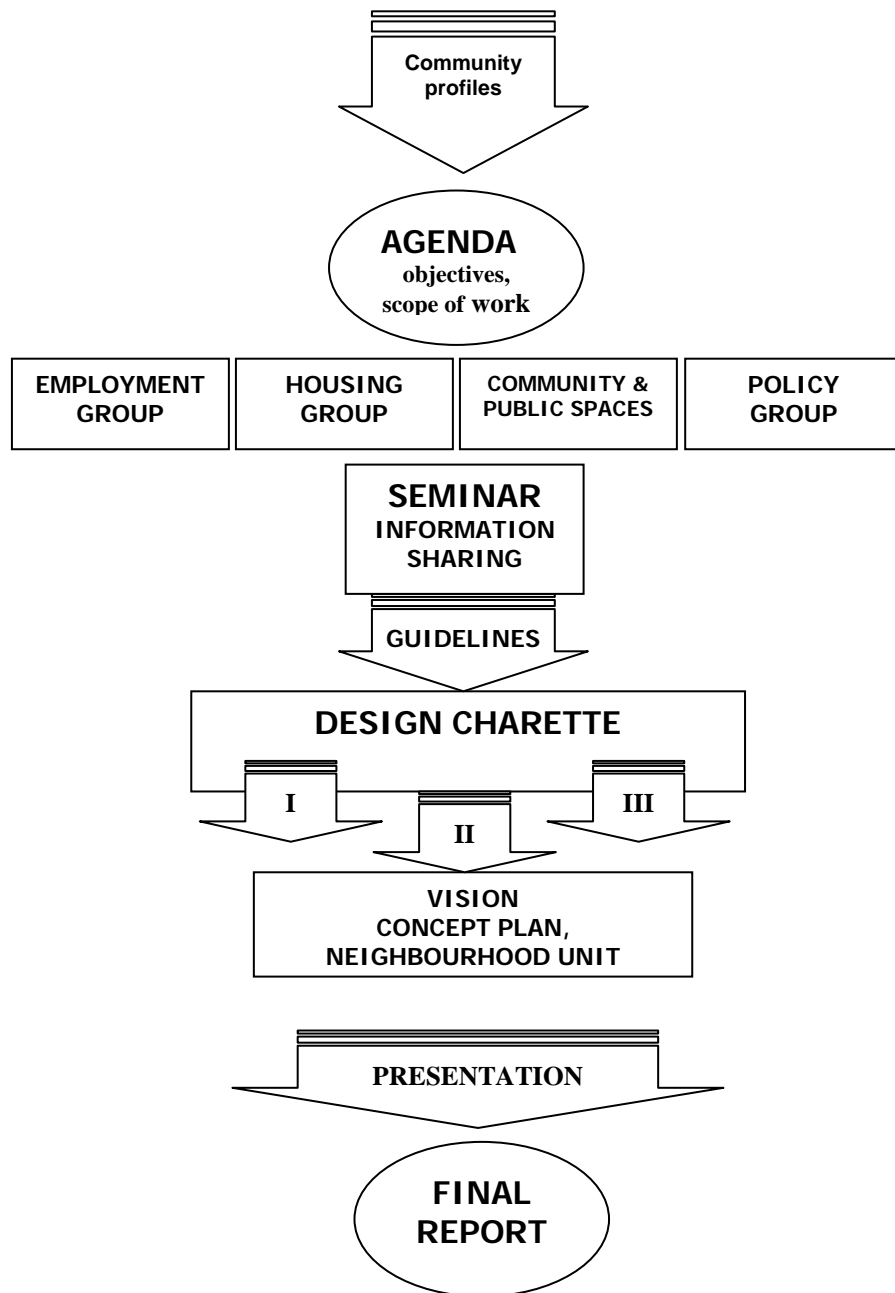 Community
profiles
AGENDA
objectives,
scope of work
EMPLOYMENT
GROUP
HOUSING
GROUP
COMMUNITY &
PUBLIC SPACES
POLICY
GROUP
SEMINAR
INFORMATION
SHARING
GUIDELINES
DESIGN CHARETTE
I
II
III
VISION
CONCEPT PLAN,
NEIGHBOURHOOD UNIT
PRESENTATION
FINAL
REPORT